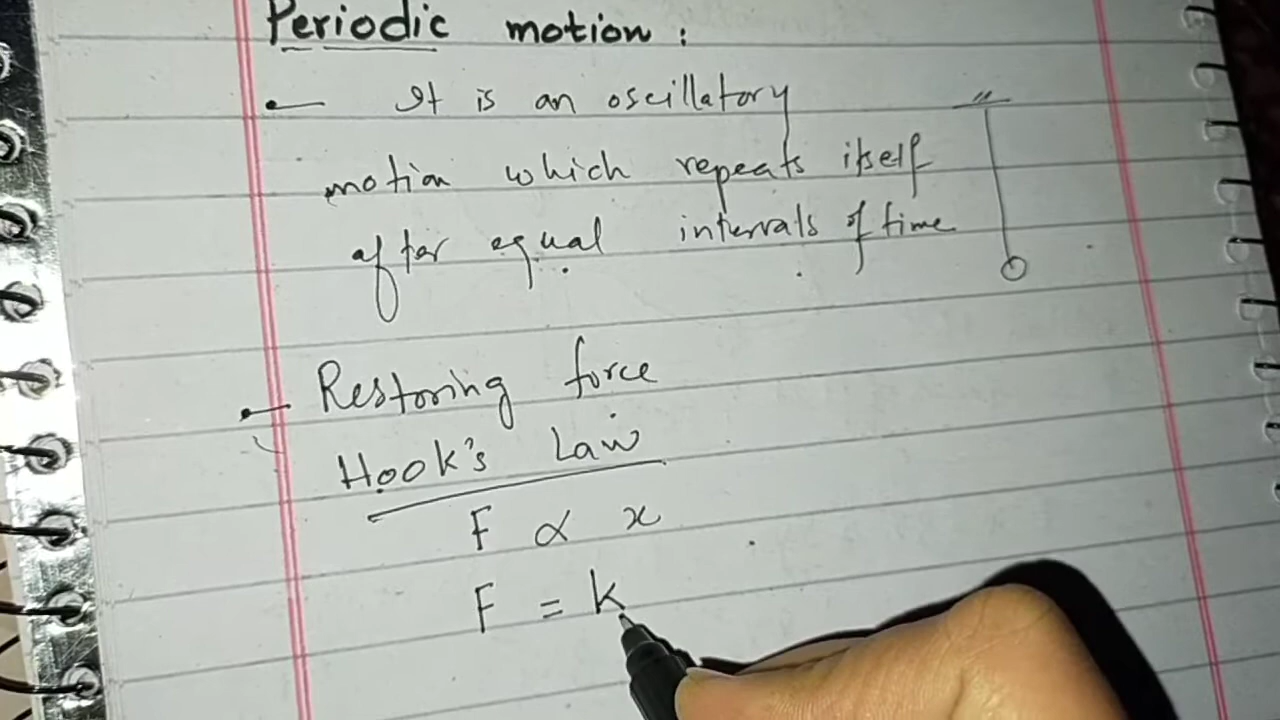 Periodic motion :
It is an oscillatory
motion which repeats itself
after equal intervals of time
Restoring force
Hook's Law
F ∝ x
F = k